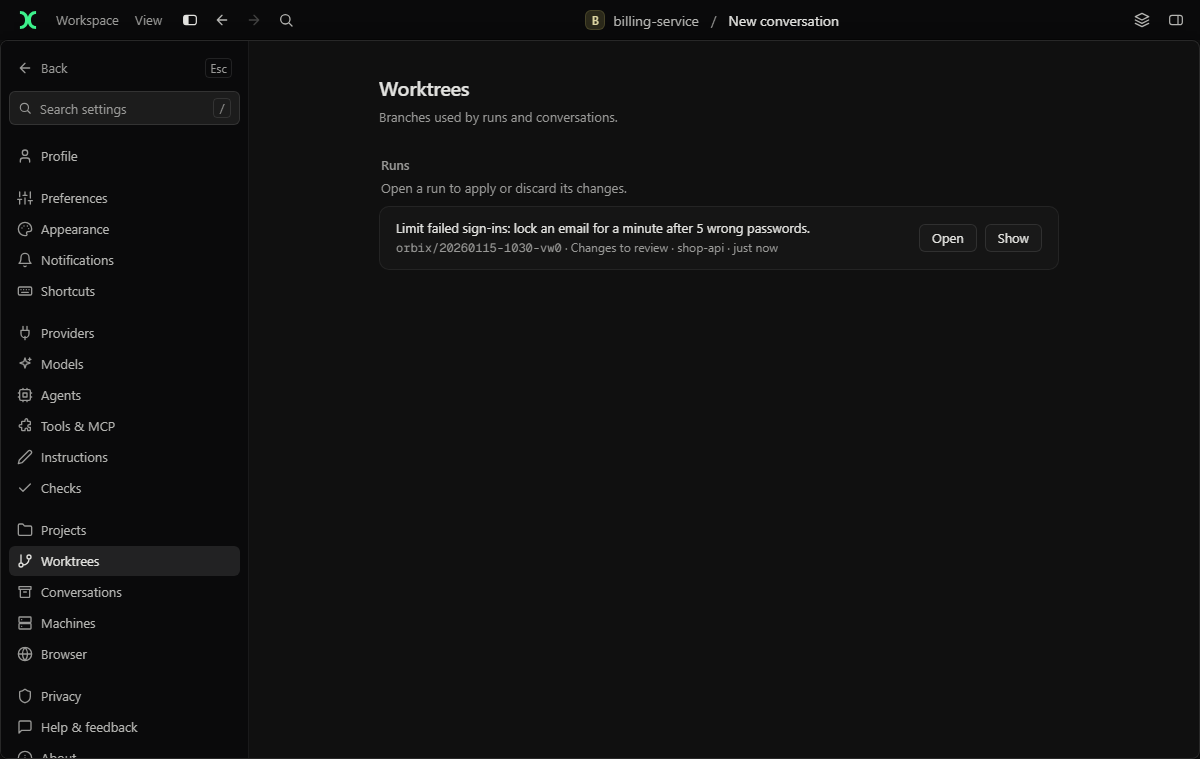 Workspace View
B billing-service / New conversation
Back Esc
Search settings /
Profile
Preferences
Appearance
Notifications
Shortcuts
Providers
Models
Agents
Tools & MCP
Instructions
Checks
Projects
Worktrees
Conversations
Machines
Browser
Privacy
Help & feedback
About
Worktrees
Branches used by runs and conversations.
Runs
Open a run to apply or discard its changes.
Limit failed sign-ins: lock an email for a minute after 5 wrong passwords.
orbix/20260115-1030-vw0 · Changes to review · shop-api · just now
Open Show